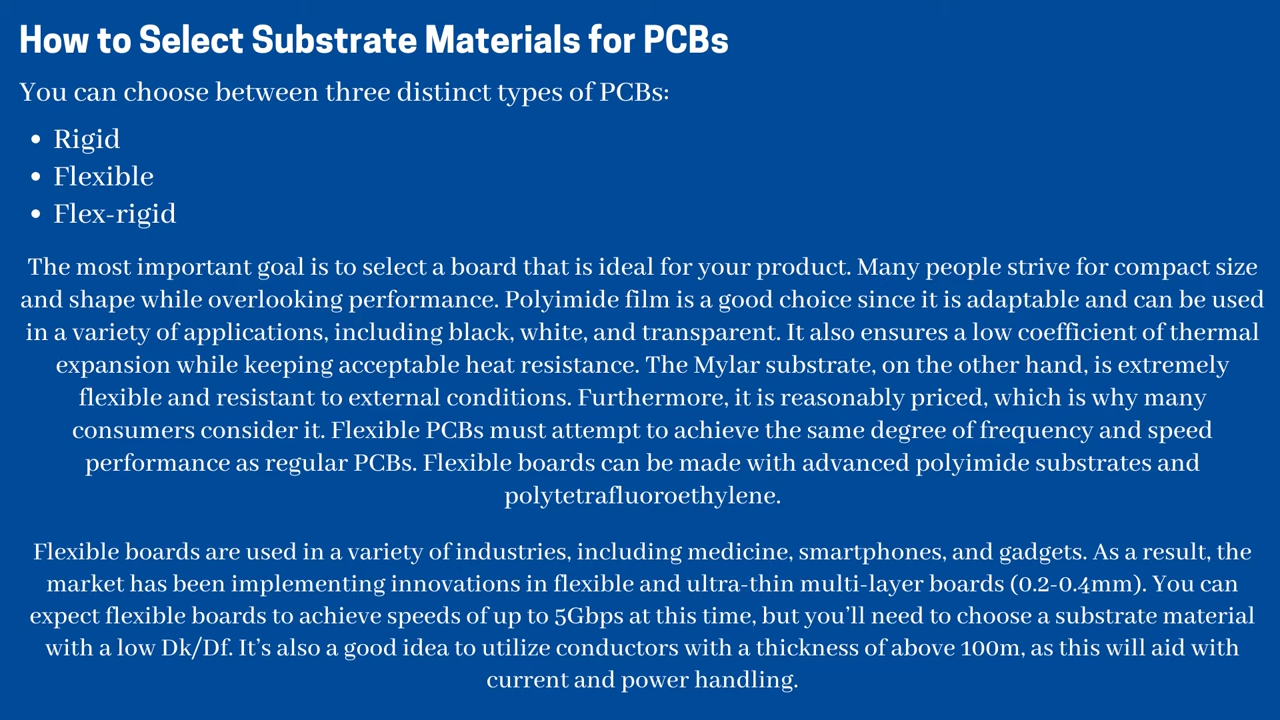 How to Select Substrate Materials for PCBs
You can choose between three distinct types of PCBs:
• Rigid
• Flexible
• Flex-rigid
The most important goal is to select a board that is ideal for your product. Many people strive for compact size
and shape while overlooking performance. Polyimide film is a good choice since it is adaptable and can be used
in a variety of applications, including black, white, and transparent. It also ensures a low coefficient of thermal
expansion while keeping acceptable heat resistance. The Mylar substrate, on the other hand, is extremely
flexible and resistant to external conditions. Furthermore, it is reasonably priced, which is why many
consumers consider it. Flexible PCBs must attempt to achieve the same degree of frequency and speed
performance as regular PCBs. Flexible boards can be made with advanced polyimide substrates and
polytetrafluoroethylene.
Flexible boards are used in a variety of industries, including medicine, smartphones, and gadgets. As a result, the
market has been implementing innovations in flexible and ultra-thin multi-layer boards (0.2-0.4mm). You can
expect flexible boards to achieve speeds of up to 5Gbps at this time, but you’ll need to choose a substrate material
with a low Dk/Df. It’s also a good idea to utilize conductors with a thickness of above 100m, as this will aid with
current and power handling.